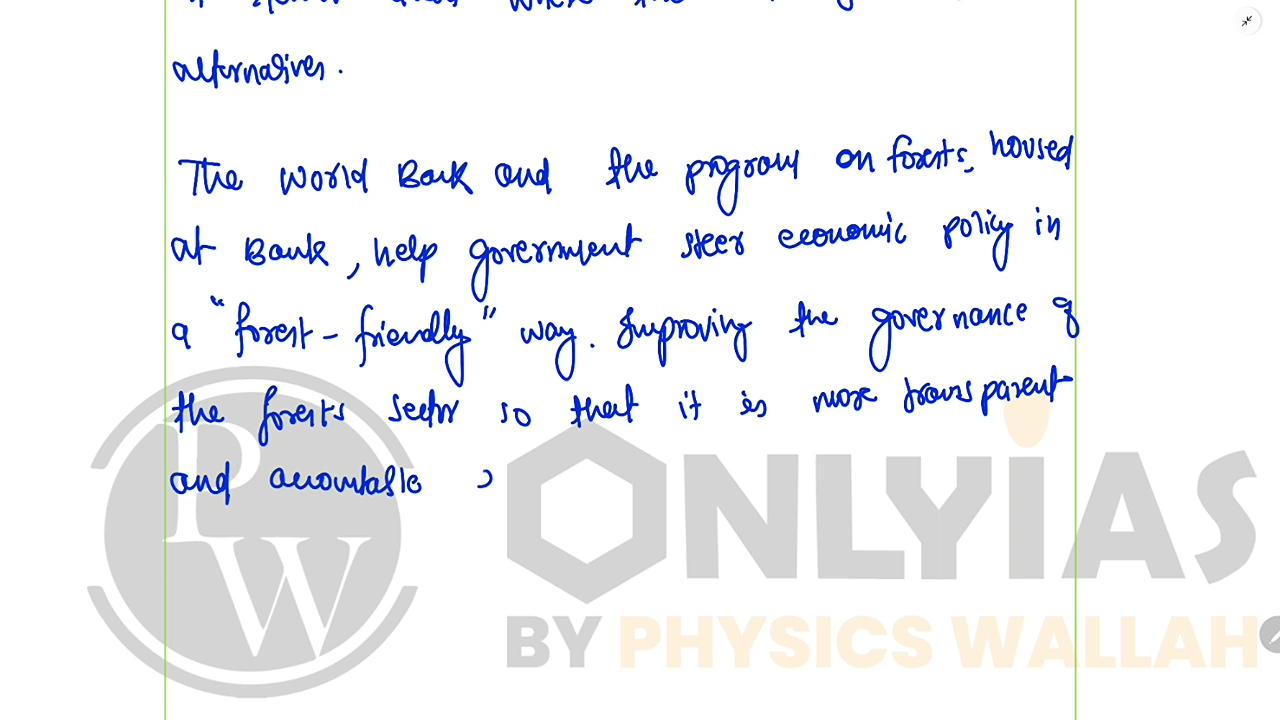 alternatives.
The World Bank and the program on forests, housed
at Bank, help government steer economic policy in
a "forest-friendly" way. Improving the governance of
the forests sector so that it is more transparent
and accountable
PW
ONLYIAS
BY PHYSICS WALLAH